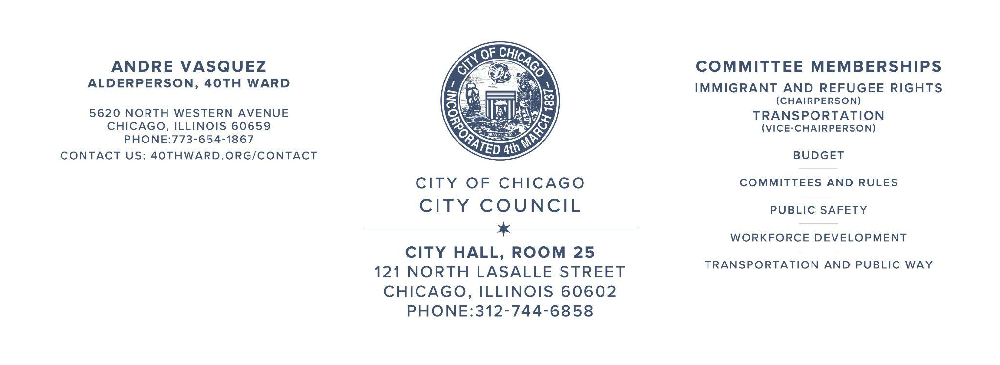 ANDRE VASQUEZ
ALDERPERSON, 40TH WARD
5620 NORTH WESTERN AVENUE
CHICAGO, ILLINOIS 60659
PHONE:773-654-1867
CONTACT US: 40THWARD.ORG/CONTACT
- CITY OF CHICAGO -
INCORPORATED 4th MARCH 1837
URBS IN HORTO
CITY OF CHICAGO
CITY COUNCIL
CITY HALL, ROOM 25
121 NORTH LASALLE STREET
CHICAGO, ILLINOIS 60602
PHONE:312-744-6858
COMMITTEE MEMBERSHIPS
IMMIGRANT AND REFUGEE RIGHTS
(CHAIRPERSON)
TRANSPORTATION
(VICE-CHAIRPERSON)
BUDGET
COMMITTEES AND RULES
PUBLIC SAFETY
WORKFORCE DEVELOPMENT
TRANSPORTATION AND PUBLIC WAY